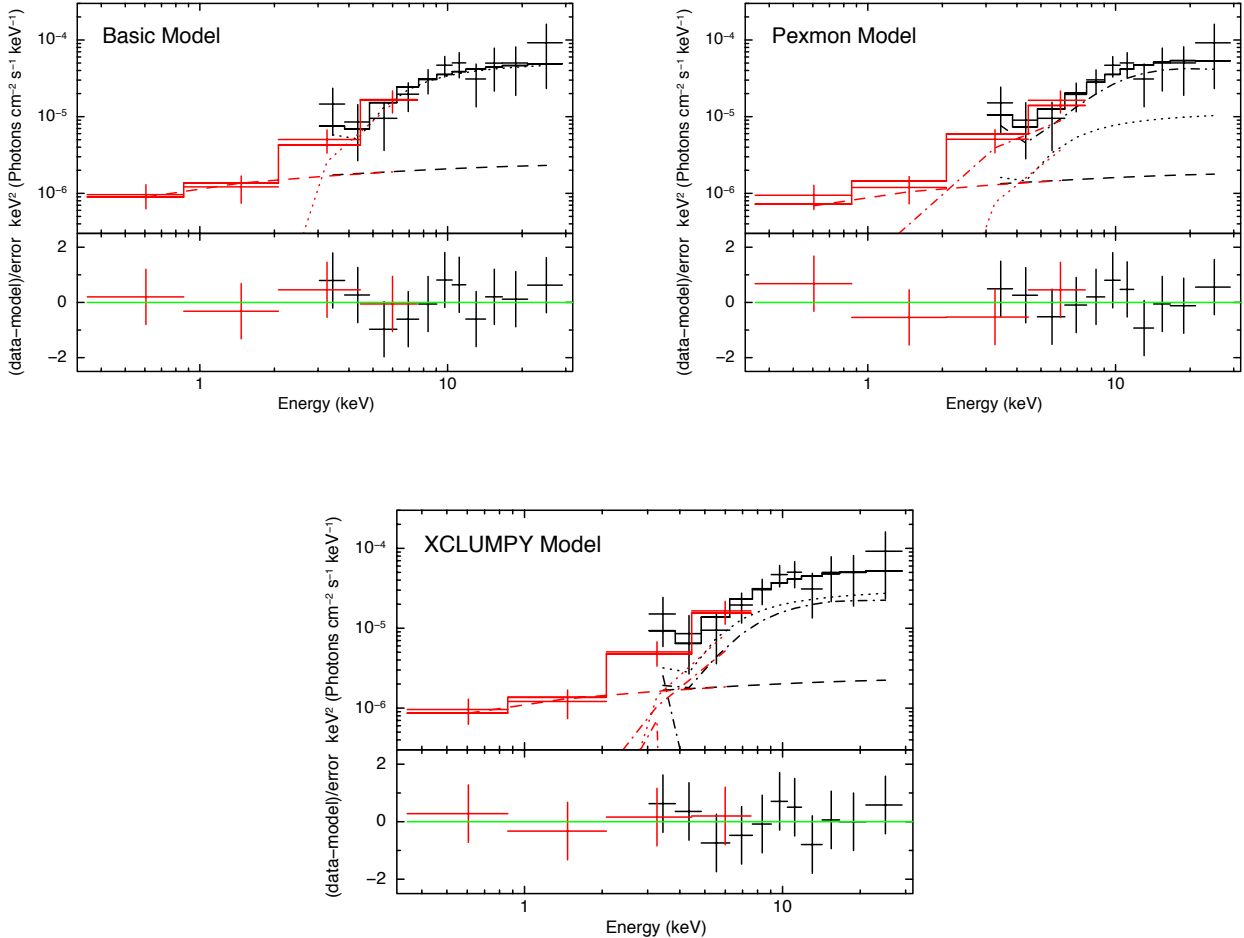 Basic Model
keV² (Photons cm⁻² s⁻¹ keV⁻¹)
10⁻⁴
10⁻⁵
10⁻⁶
(data−model)/error
2
0
−2
1
10
Energy (keV)
Pexmon Model
keV² (Photons cm⁻² s⁻¹ keV⁻¹)
10⁻⁴
10⁻⁵
10⁻⁶
(data−model)/error
2
0
−2
1
10
Energy (keV)
XCLUMPY Model
keV² (Photons cm⁻² s⁻¹ keV⁻¹)
10⁻⁴
10⁻⁵
10⁻⁶
(data−model)/error
2
0
−2
1
10
Energy (keV)